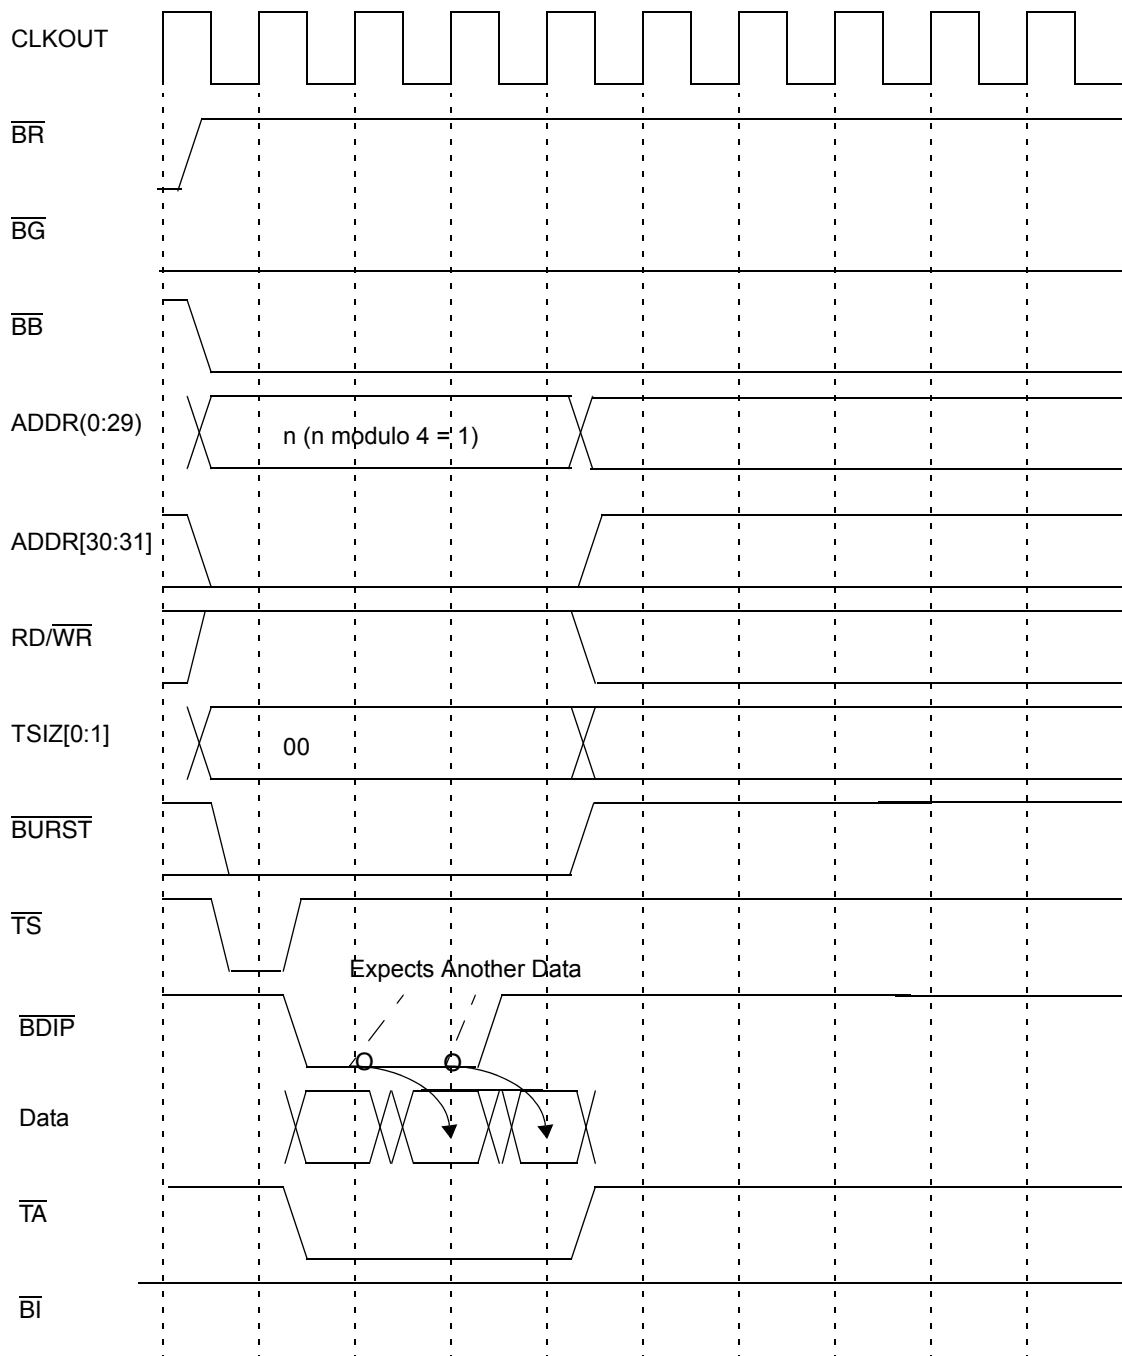 CLKOUT
BR
BG
BB
ADDR(0:29)
n (n modulo 4 = 1)
ADDR[30:31]
RD/WR
TSIZ[0:1]
00
BURST
TS
Expects Another Data
BDIP
Data
TA
BI